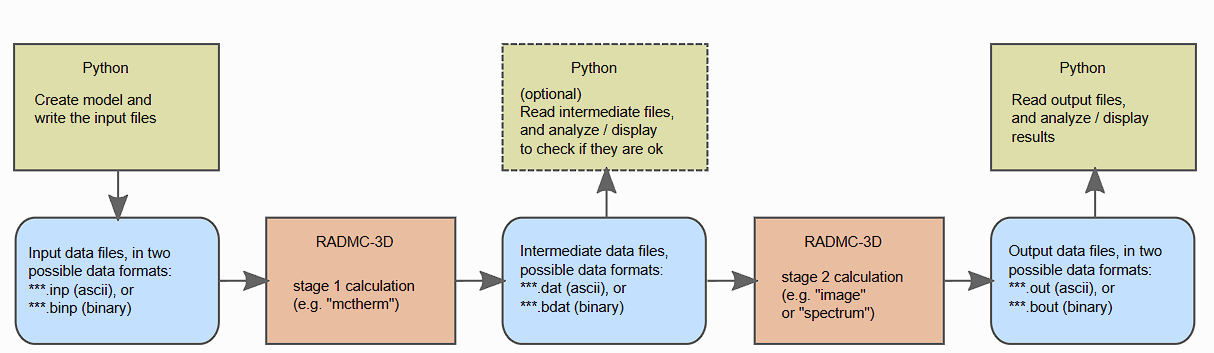 Python
Create model and
write the input files
Python
(optional)
Read intermediate files,
and analyze / display
to check if they are ok
Python
Read output files,
and analyze / display
results
Input data files, in two
possible data formats:
***.inp (ascii), or
***.binp (binary)
RADMC-3D
stage 1 calculation
(e.g. "mctherm")
Intermediate data files,
possible data formats:
***.dat (ascii), or
***.bdat (binary)
RADMC-3D
stage 2 calculation
(e.g. "image"
or "spectrum")
Output data files, in two
possible data formats:
***.out (ascii), or
***.bout (binary)